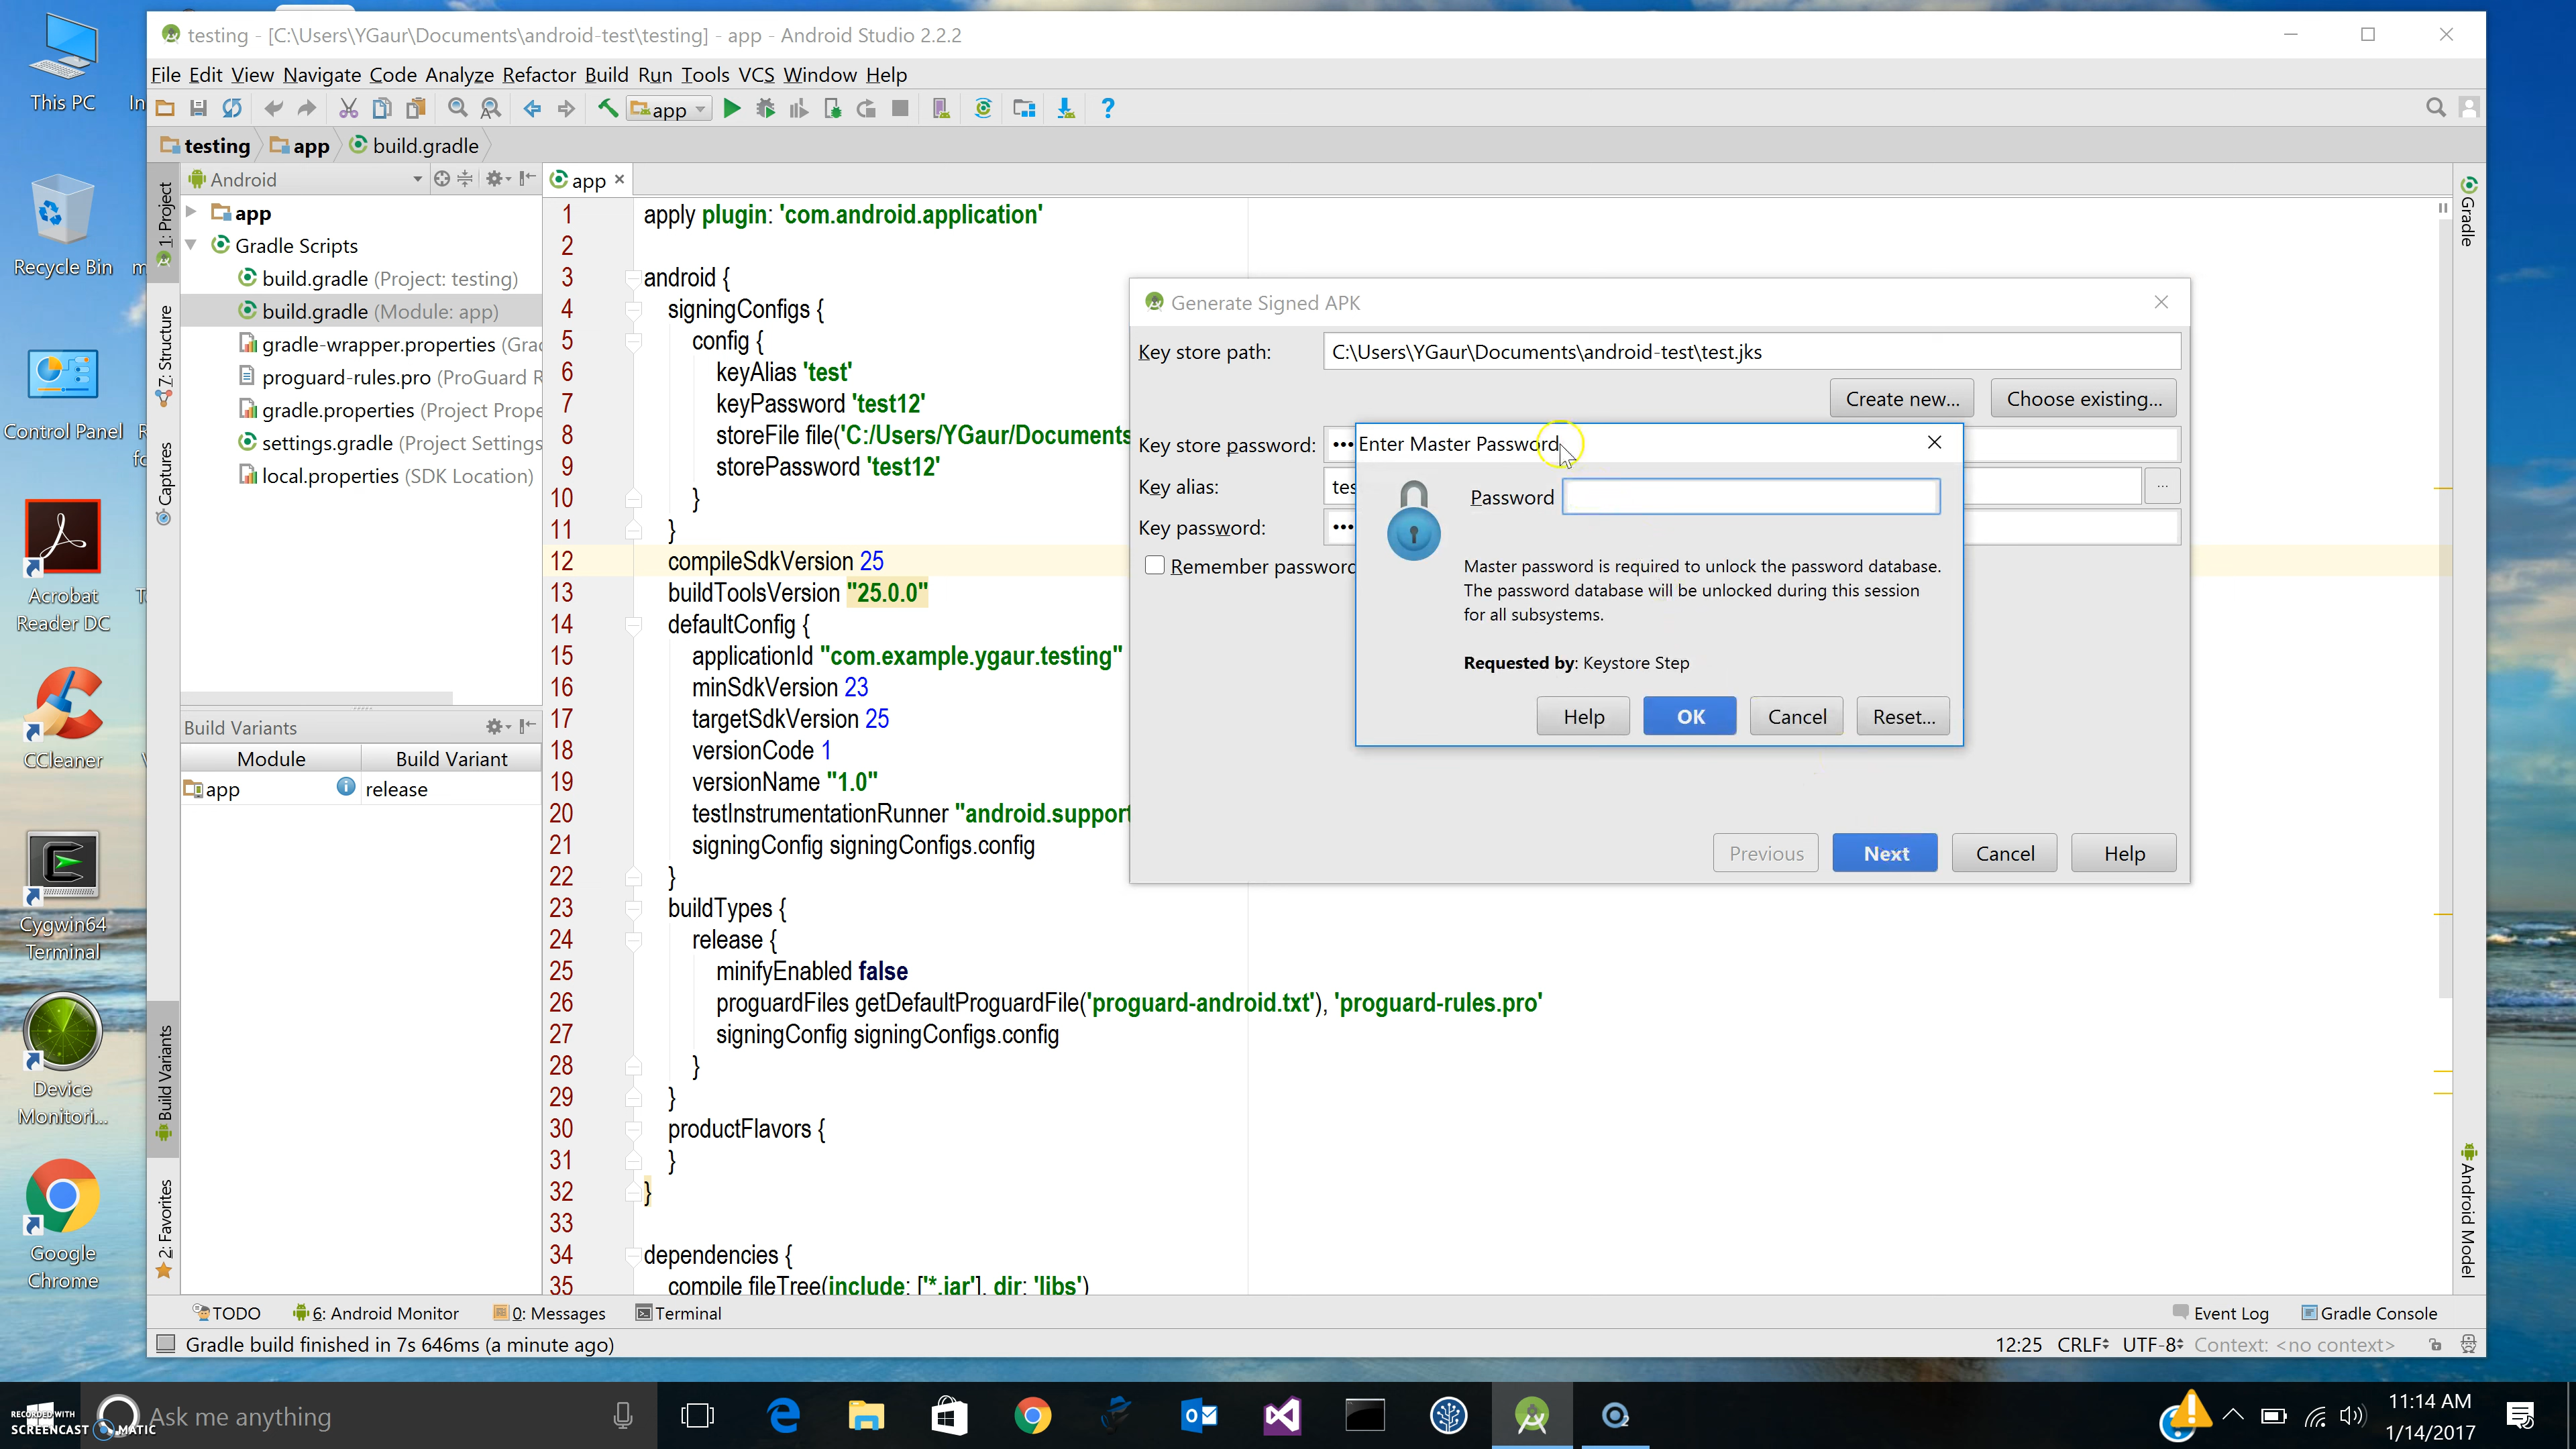 testing - [C:\Users\YGaur\Documents\android-test\testing] - app - Android Studio 2.2.2
File Edit View Navigate Code Analyze Refactor Build Run Tools VCS Window Help
app
testing app build.gradle
Android
app
1: Project
7: Structure
Captures
Build Variants
2: Favorites
app
Gradle Scripts
build.gradle (Project: testing)
build.gradle (Module: app)
gradle-wrapper.properties (Grad
proguard-rules.pro (ProGuard R
gradle.properties (Project Prope
settings.gradle (Project Settings
local.properties (SDK Location)
Build Variants
Module Build Variant
app release
1 apply plugin: 'com.android.application'
2
3 android {
4 signingConfigs {
5 config {
6 keyAlias 'test'
7 keyPassword 'test12'
8 storeFile file('C:/Users/YGaur/Documents
9 storePassword 'test12'
10 }
11 }
12 compileSdkVersion 25
13 buildToolsVersion "25.0.0"
14 defaultConfig {
15 applicationId "com.example.ygaur.testing"
16 minSdkVersion 23
17 targetSdkVersion 25
18 versionCode 1
19 versionName "1.0"
20 testInstrumentationRunner "android.support
21 signingConfig signingConfigs.config
22 }
23 buildTypes {
24 release {
25 minifyEnabled false
26 proguardFiles getDefaultProguardFile('proguard-android.txt'), 'proguard-rules.pro'
27 signingConfig signingConfigs.config
28 }
29 }
30 productFlavors {
31 }
32 }
33
34 dependencies {
35 compile fileTree(include: ['*.jar'], dir: 'libs')
Generate Signed APK
Key store path: C:\Users\YGaur\Documents\android-test\test.jks
Create new... Choose existing...
Key store password: •••
Key alias: tes
...
Key password: •••
Remember password
Previous Next Cancel Help
Enter Master Password
Password
Master password is required to unlock the password database.
The password database will be unlocked during this session
for all subsystems.
Requested by: Keystore Step
Help OK Cancel Reset...
Gradle
Android Model
TODO 6: Android Monitor 0: Messages Terminal Event Log Gradle Console
Gradle build finished in 7s 646ms (a minute ago) 12:25 CRLF UTF-8 Context: <no context>
This PC
In
Recycle Bin
m
Control Panel
Acrobat
Reader DC
CCleaner
Cygwin64
Terminal
Device
Monitori...
Google
Chrome
RECORDED WITH
SCREENCAST MATIC
Ask me anything
11:14 AM
1/14/2017